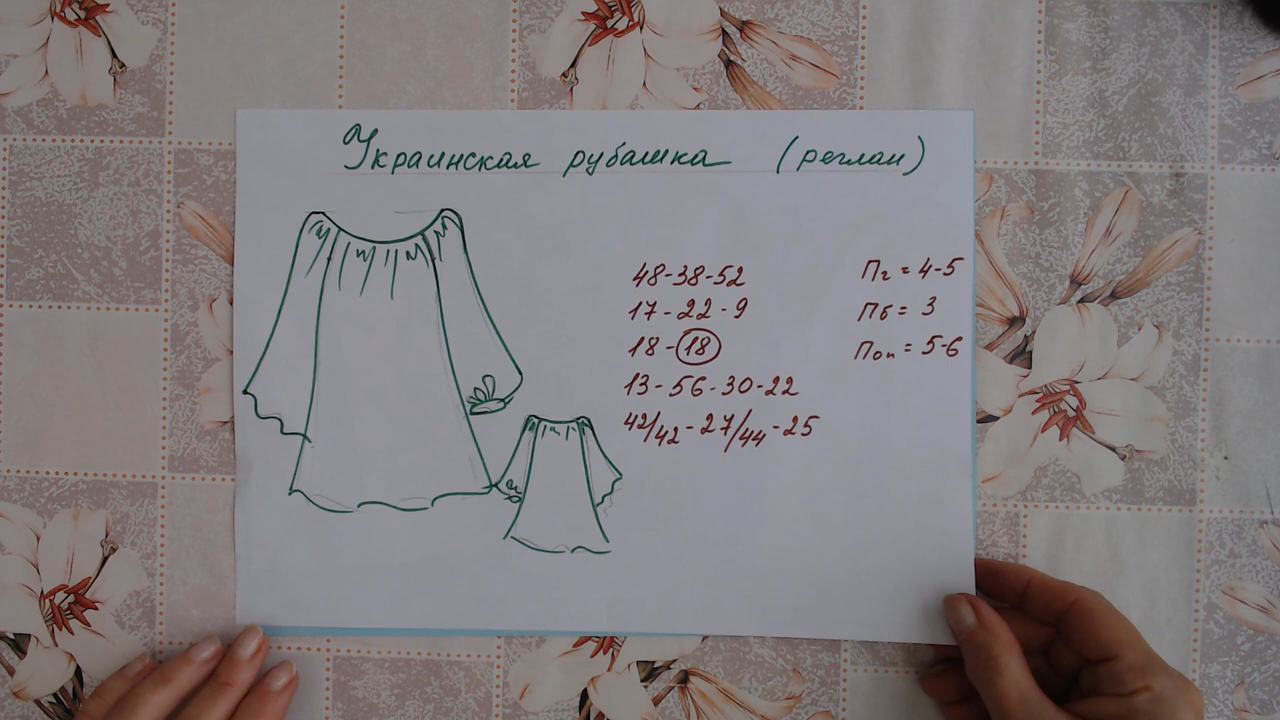 Украинская рубашка (реглан)
48-38-52
17-22-9
18-18
13-56-30-22
42/42-27/44-25
Пг = 4-5
Пб = 3
Поп = 5-6